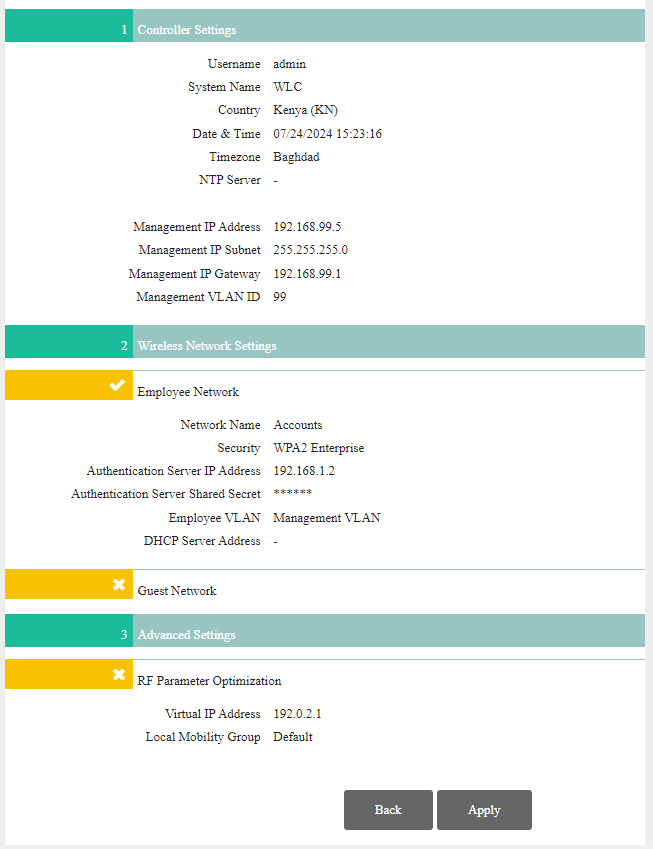 1 Controller Settings
Username admin
System Name WLC
Country Kenya (KN)
Date & Time 07/24/2024 15:23:16
Timezone Baghdad
NTP Server -
Management IP Address 192.168.99.5
Management IP Subnet 255.255.255.0
Management IP Gateway 192.168.99.1
Management VLAN ID 99
2 Wireless Network Settings
Employee Network
Network Name Accounts
Security WPA2 Enterprise
Authentication Server IP Address 192.168.1.2
Authentication Server Shared Secret ******
Employee VLAN Management VLAN
DHCP Server Address -
Guest Network
3 Advanced Settings
RF Parameter Optimization
Virtual IP Address 192.0.2.1
Local Mobility Group Default
Back Apply